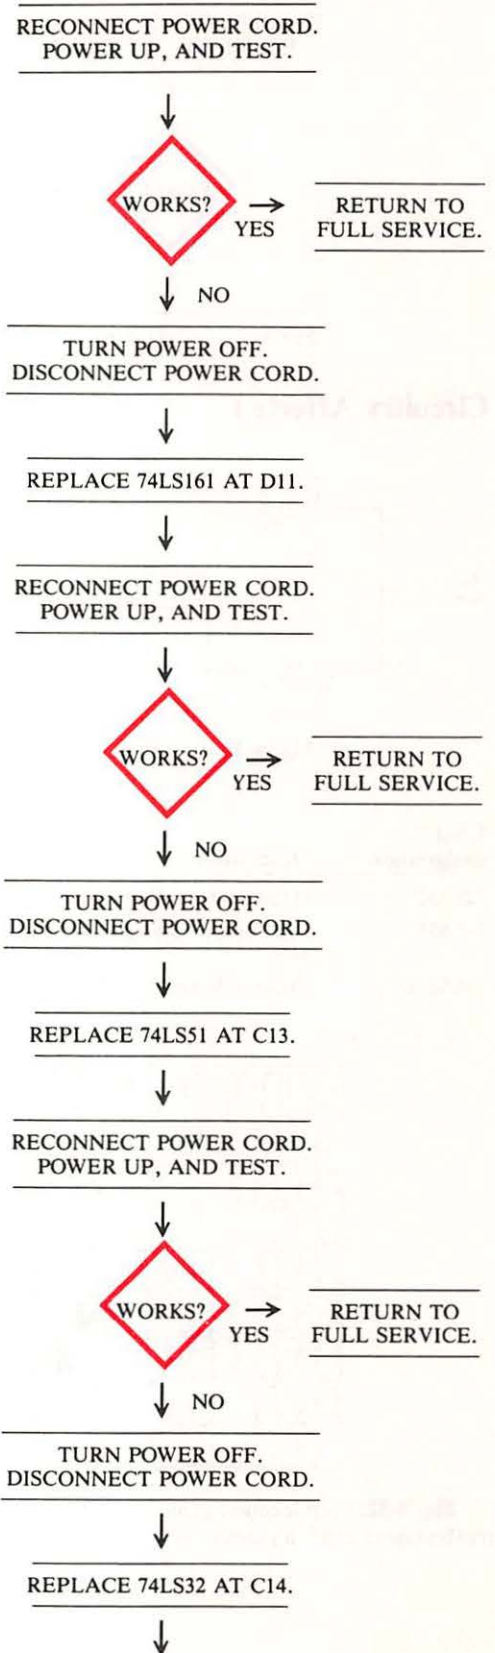 RECONNECT POWER CORD.
POWER UP, AND TEST.
WORKS?
YES
RETURN TO
FULL SERVICE.
NO
TURN POWER OFF.
DISCONNECT POWER CORD.
REPLACE 74LS161 AT D11.
RECONNECT POWER CORD.
POWER UP, AND TEST.
WORKS?
YES
RETURN TO
FULL SERVICE.
NO
TURN POWER OFF.
DISCONNECT POWER CORD.
REPLACE 74LS51 AT C13.
RECONNECT POWER CORD.
POWER UP, AND TEST.
WORKS?
YES
RETURN TO
FULL SERVICE.
NO
TURN POWER OFF.
DISCONNECT POWER CORD.
REPLACE 74LS32 AT C14.